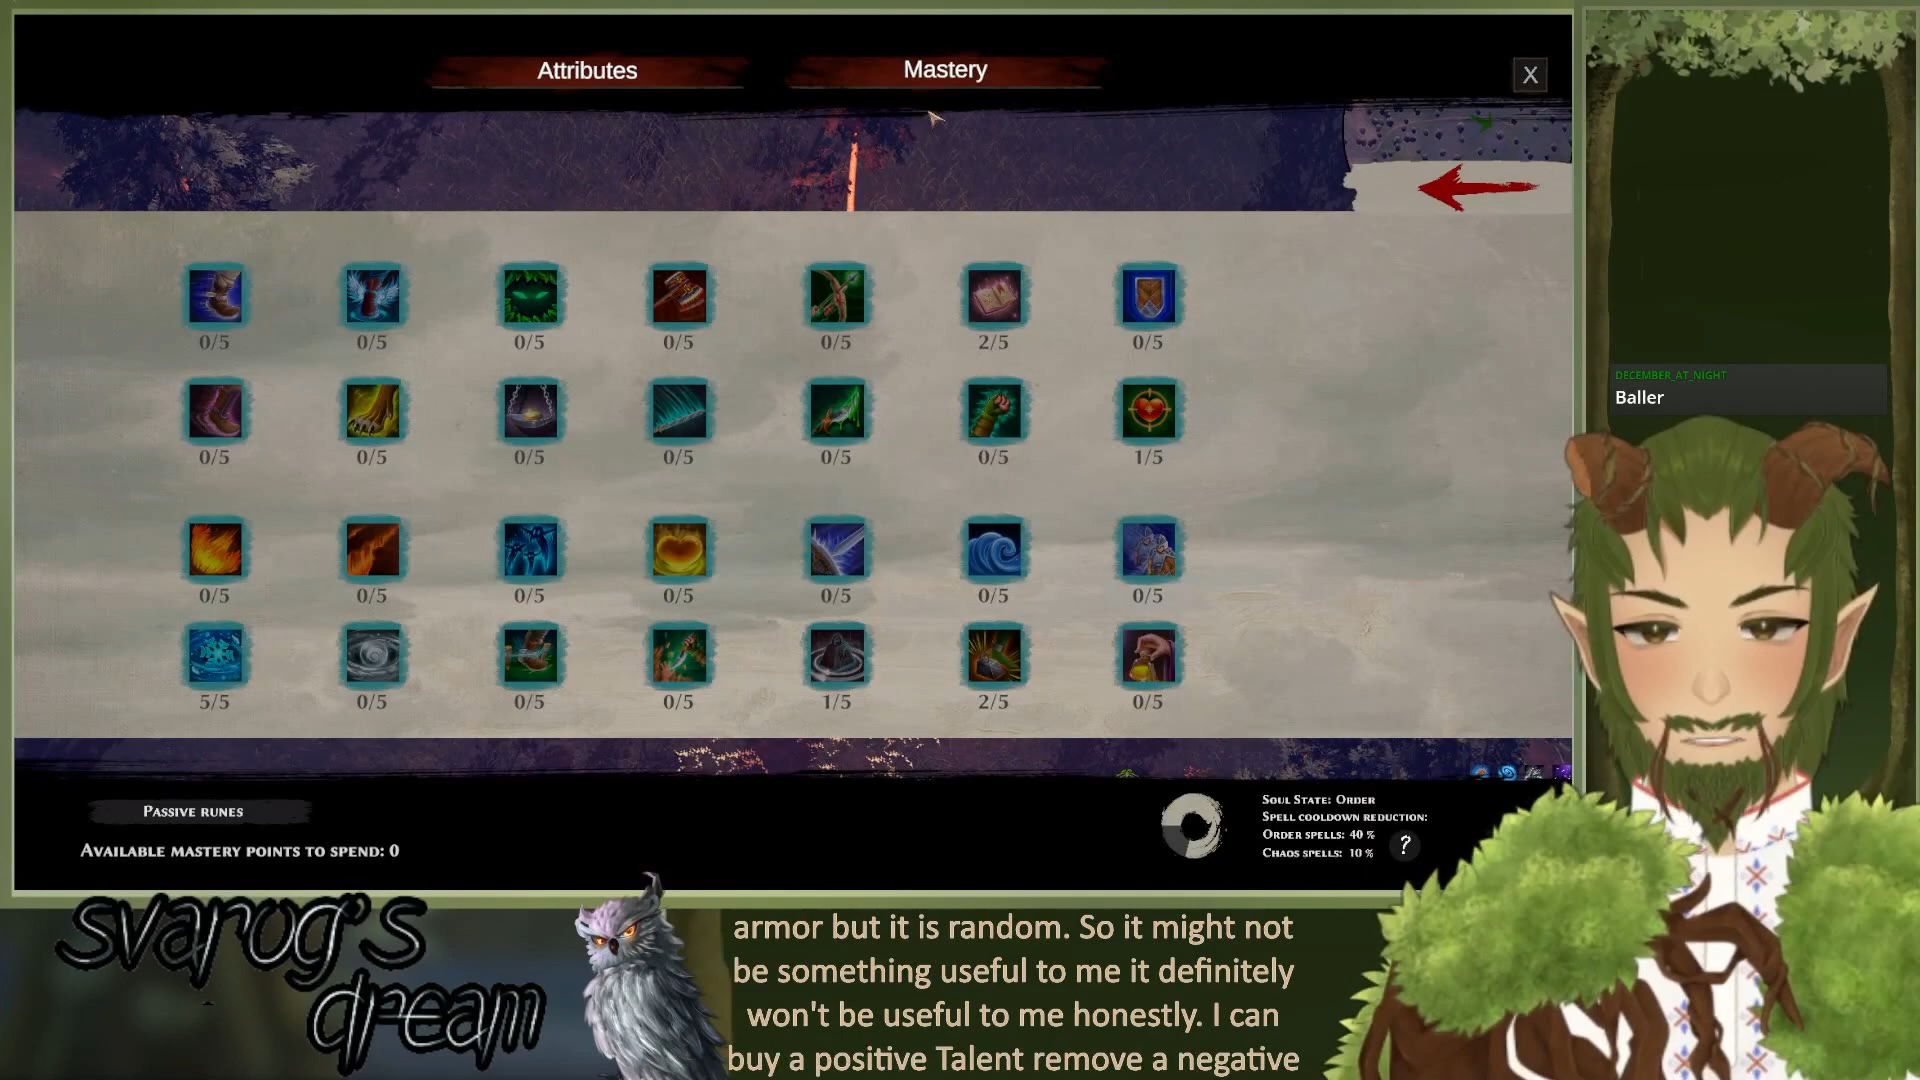 Attributes
Mastery
X
0/5 0/5 0/5 0/5 0/5 2/5 0/5
0/5 0/5 0/5 0/5 0/5 0/5 1/5
0/5 0/5 0/5 0/5 0/5 0/5 0/5
5/5 0/5 0/5 0/5 1/5 2/5 0/5
Passive runes
Available mastery points to spend: 0
Soul State: Order
Spell cooldown reduction:
Order spells: 40 %
Chaos spells: 10 %
?
DECEMBER_AT_NIGHT
Baller
svarog's
dream
armor but it is random. So it might not
be something useful to me it definitely
won't be useful to me honestly. I can
buy a positive Talent remove a negative